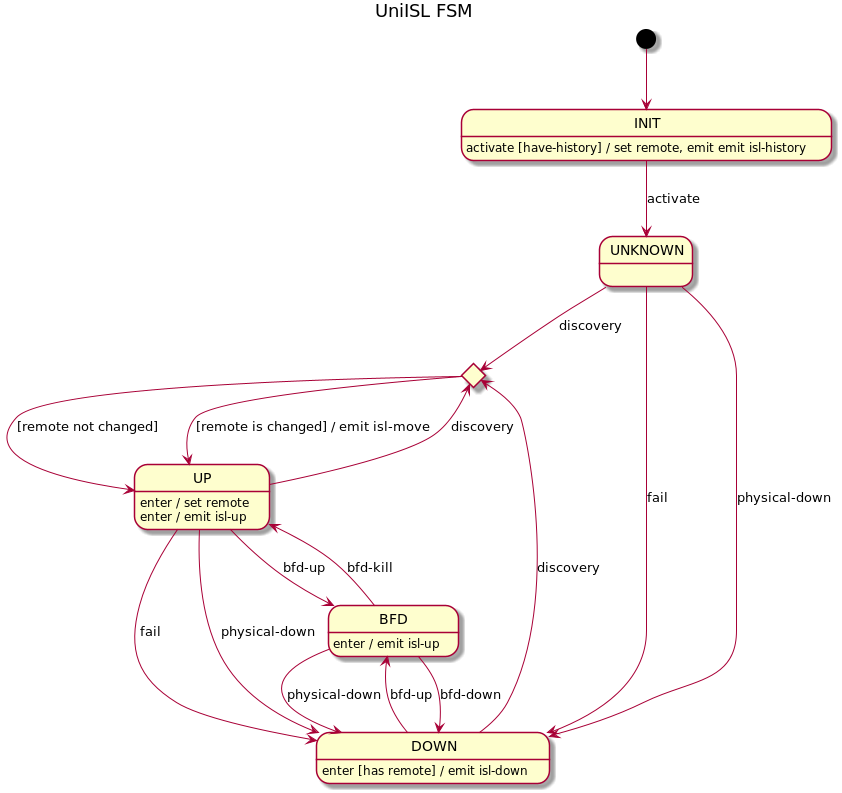 UniISL FSM
INIT
activate [have-history] / set remote, emit emit isl-history
activate
UNKNOWN
discovery
[remote not changed]
[remote is changed] / emit isl-move
discovery
UP
enter / set remote
enter / emit isl-up
fail
physical-down
bfd-up
bfd-kill
discovery
BFD
enter / emit isl-up
fail
physical-down
physical-down
bfd-up
bfd-down
DOWN
enter [has remote] / emit isl-down